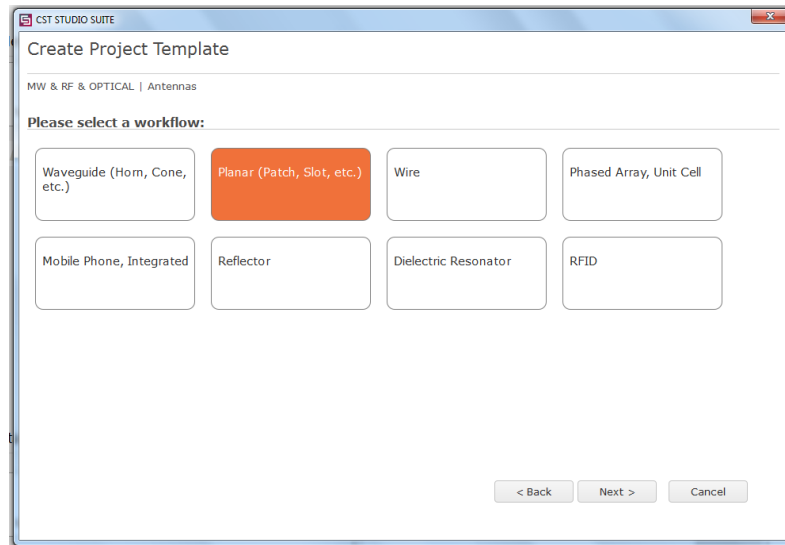 CST STUDIO SUITE
Create Project Template
MW & RF & OPTICAL | Antennas
Please select a workflow:
Waveguide (Horn, Cone,
etc.)
Planar (Patch, Slot, etc.)
Wire
Phased Array, Unit Cell
Mobile Phone, Integrated
Reflector
Dielectric Resonator
RFID
< Back
Next >
Cancel